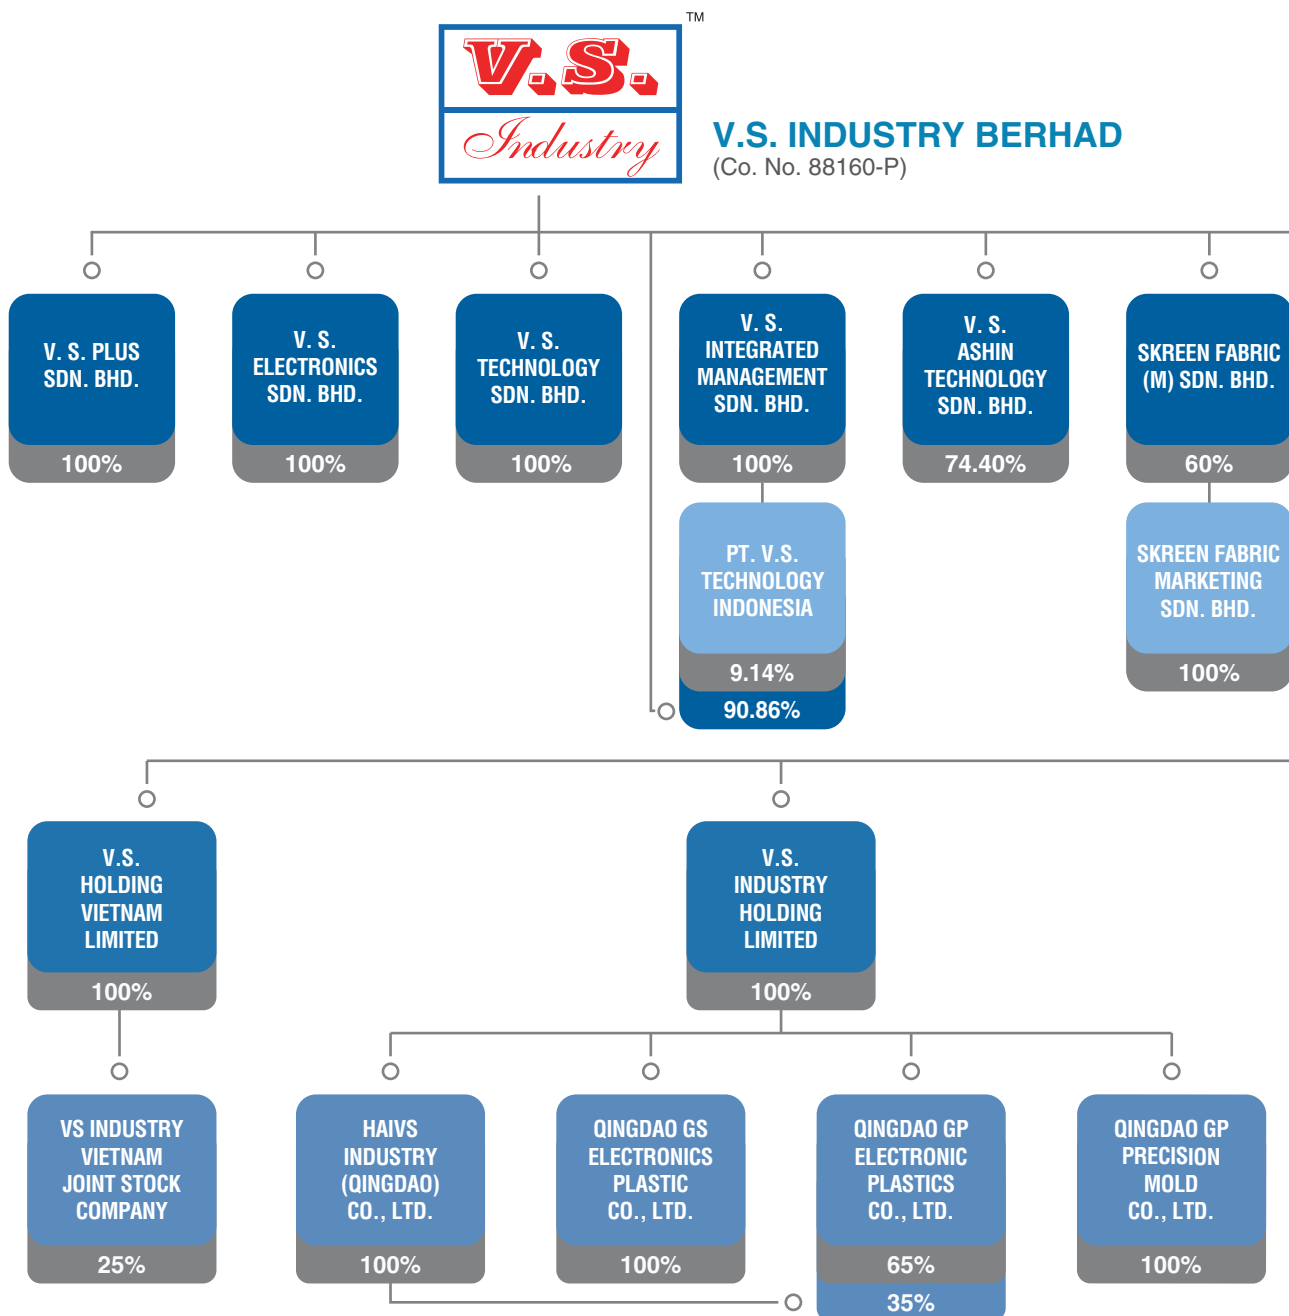 V.S.
TM
Industry
V.S. INDUSTRY BERHAD
(Co. No. 88160-P)
V. S. PLUS
SDN. BHD.
100%
V. S.
ELECTRONICS
SDN. BHD.
100%
V. S.
TECHNOLOGY
SDN. BHD.
100%
V. S.
INTEGRATED
MANAGEMENT
SDN. BHD.
100%
V. S.
ASHIN
TECHNOLOGY
SDN. BHD.
74.40%
SKREEN FABRIC
(M) SDN. BHD.
60%
PT. V.S.
TECHNOLOGY
INDONESIA
9.14%
90.86%
SKREEN FABRIC
MARKETING
SDN. BHD.
100%
V.S.
HOLDING
VIETNAM
LIMITED
100%
V.S.
INDUSTRY
HOLDING
LIMITED
100%
VS INDUSTRY
VIETNAM
JOINT STOCK
COMPANY
25%
HAIVS
INDUSTRY
(QINGDAO)
CO., LTD.
100%
QINGDAO GS
ELECTRONICS
PLASTIC
CO., LTD.
100%
QINGDAO GP
ELECTRONIC
PLASTICS
CO., LTD.
65%
35%
QINGDAO GP
PRECISION
MOLD
CO., LTD.
100%